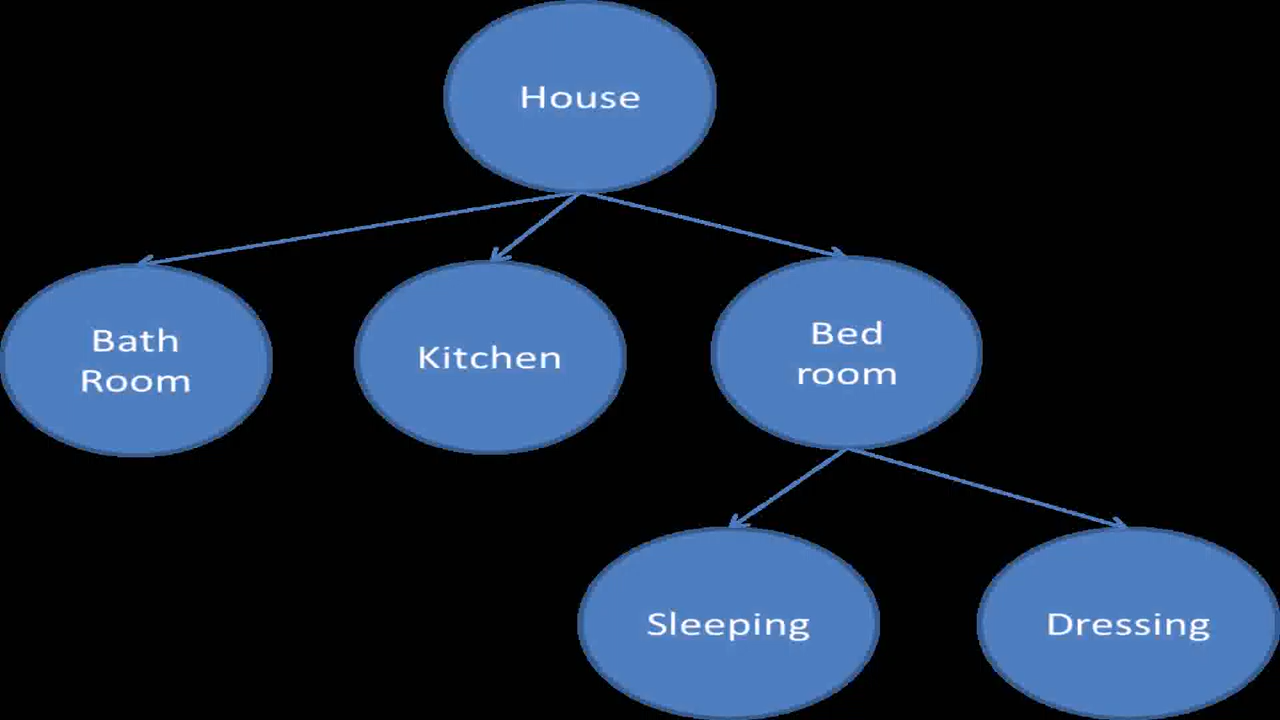 House
Bath
Room
Kitchen
Bed
room
Sleeping
Dressing